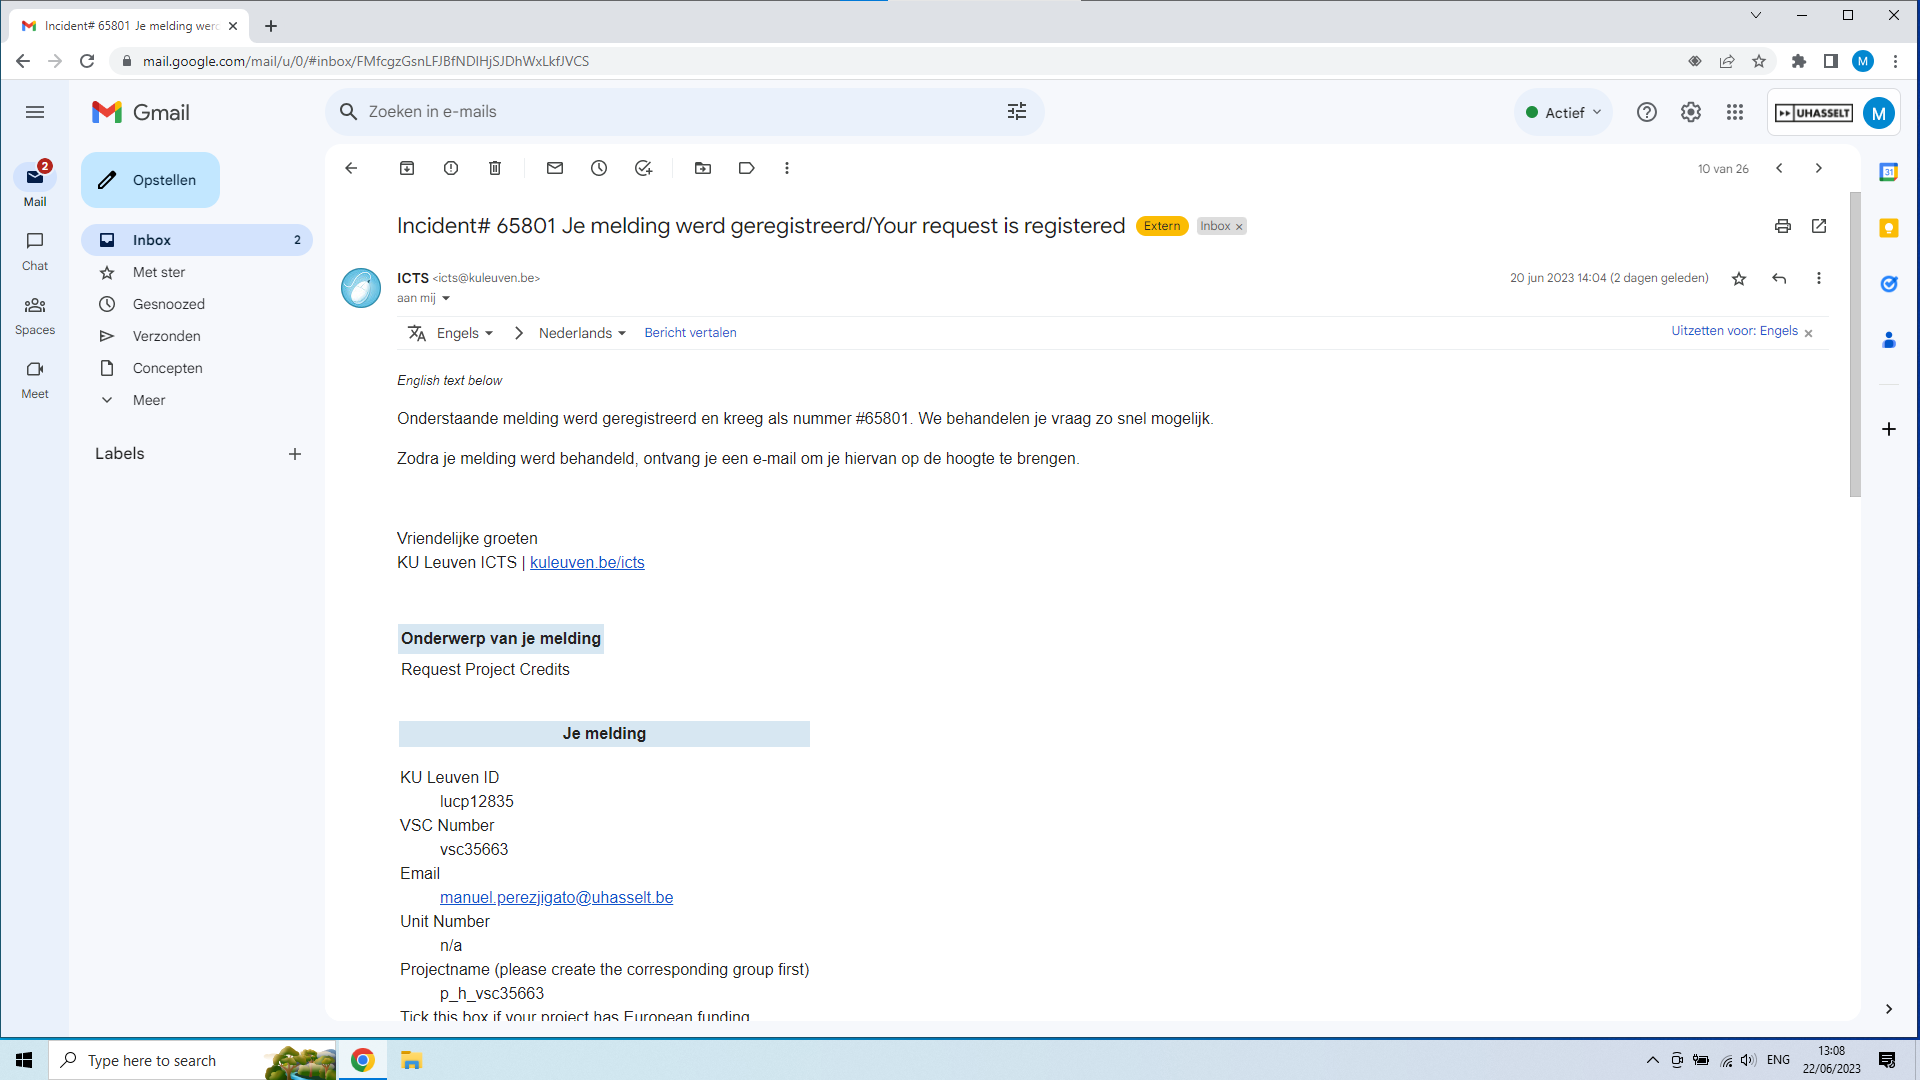 Incident# 65801 Je melding werd
mail.google.com/mail/u/0/#inbox/FMfcgzGsnLFJBfNDlHjSJDhWxLkfJVCS
M
Gmail
Zoeken in e-mails
Actief
UHASSELT
M
2
Mail
Chat
Spaces
Meet
Opstellen
Inbox 2
Met ster
Gesnoozed
Verzonden
Concepten
Meer
Labels
10 van 26
31
Incident# 65801 Je melding werd geregistreerd/Your request is registered Extern Inbox x
ICTS <icts@kuleuven.be>
20 jun 2023 14:04 (2 dagen geleden)
aan mij
Engels Nederlands Bericht vertalen
Uitzetten voor: Engels x
English text below
Onderstaande melding werd geregistreerd en kreeg als nummer #65801. We behandelen je vraag zo snel mogelijk.
Zodra je melding werd behandeld, ontvang je een e-mail om je hiervan op de hoogte te brengen.
Vriendelijke groeten
KU Leuven ICTS | kuleuven.be/icts
Onderwerp van je melding
Request Project Credits
Je melding
KU Leuven ID
lucp12835
VSC Number
vsc35663
Email
manuel.perezjigato@uhasselt.be
Unit Number
n/a
Projectname (please create the corresponding group first)
p_h_vsc35663
Tick this box if your project has European funding
Type here to search
ENG
13:08
22/06/2023